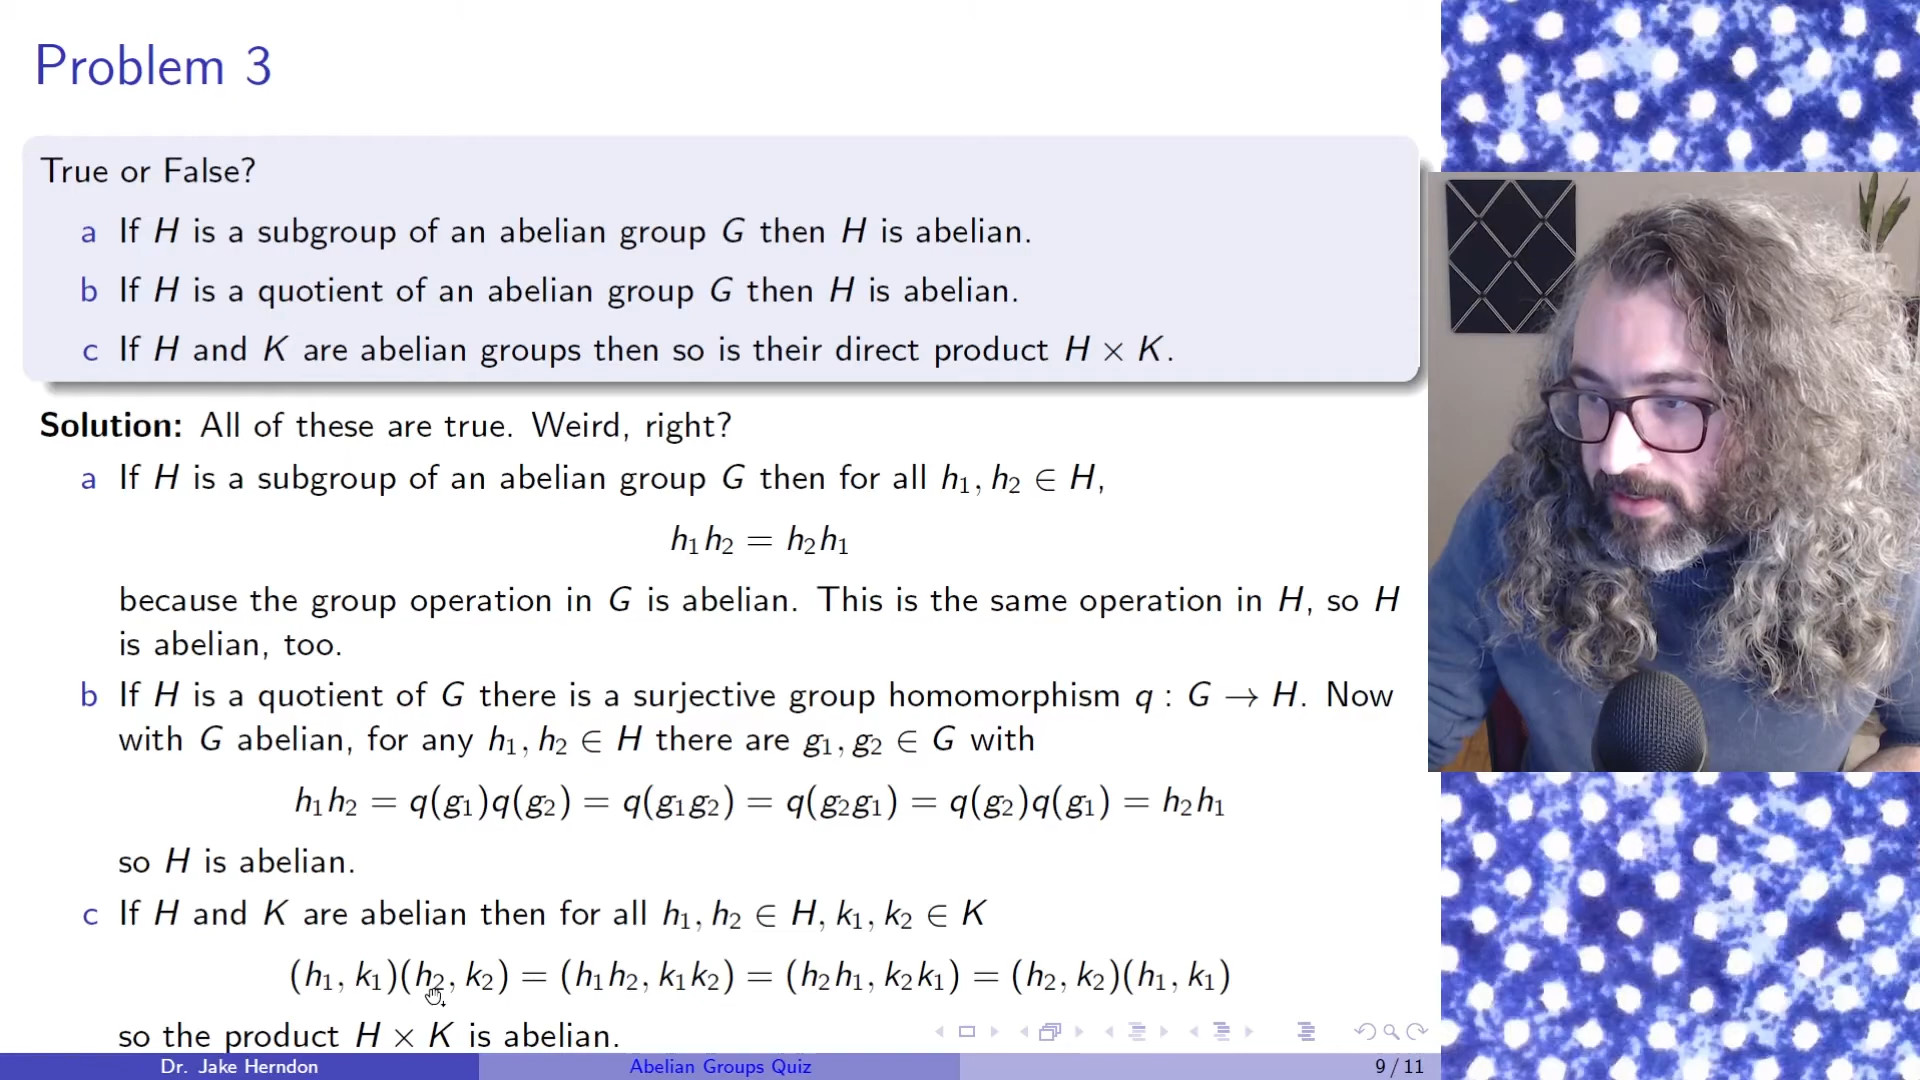 Problem 3
True or False?
a If H is a subgroup of an abelian group G then H is abelian.
b If H is a quotient of an abelian group G then H is abelian.
c If H and K are abelian groups then so is their direct product H × K.
Solution: All of these are true. Weird, right?
a If H is a subgroup of an abelian group G then for all h₁, h₂ ∈ H,
h₁h₂ = h₂h₁
because the group operation in G is abelian. This is the same operation in H, so H
is abelian, too.
b If H is a quotient of G there is a surjective group homomorphism q : G → H. Now
with G abelian, for any h₁, h₂ ∈ H there are g₁, g₂ ∈ G with
h₁h₂ = q(g₁)q(g₂) = q(g₁g₂) = q(g₂g₁) = q(g₂)q(g₁) = h₂h₁
so H is abelian.
c If H and K are abelian then for all h₁, h₂ ∈ H, k₁, k₂ ∈ K
(h₁, k₁)(h₂, k₂) = (h₁h₂, k₁k₂) = (h₂h₁, k₂k₁) = (h₂, k₂)(h₁, k₁)
so the product H × K is abelian.
Dr. Jake Herndon Abelian Groups Quiz 9 / 11